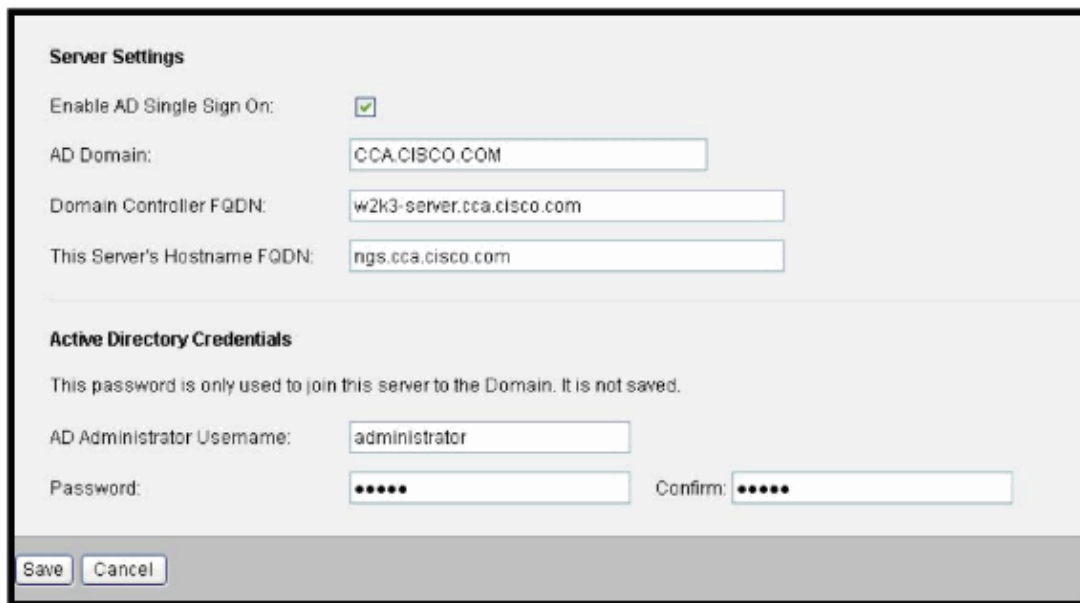 Server Settings
Enable AD Single Sign On:
AD Domain: CCA.CISCO.COM
Domain Controller FQDN: w2k3-server.cca.cisco.com
This Server's Hostname FQDN: ngs.cca.cisco.com
Active Directory Credentials
This password is only used to join this server to the Domain. It is not saved.
AD Administrator Username: administrator
Password: ●●●●● Confirm: ●●●●●
Save Cancel